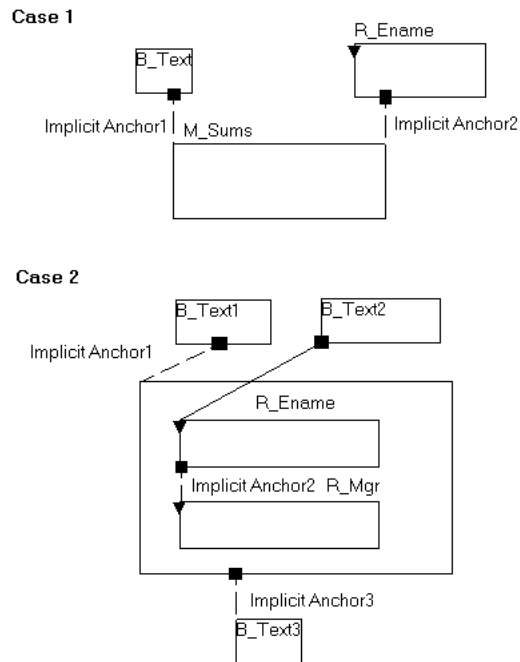 Case 1
R_Ename
B_Text
Implicit Anchor1
Implicit Anchor2
M_Sums
Case 2
B_Text1
B_Text2
Implicit Anchor1
R_Ename
Implicit Anchor2 R_Mgr
Implicit Anchor3
B_Text3